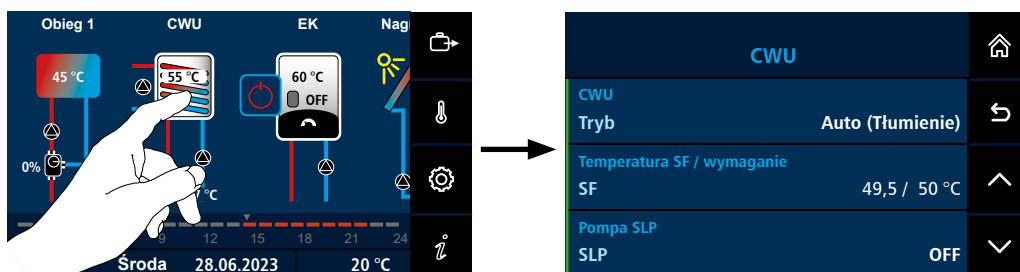 Obieg 1 CWU EK Nag
45 °C 55 °C 60 °C
OFF
0%
°C
9 12 15 18 21 24
Środa 28.06.2023 20 °C
i
CWU
CWU
Tryb Auto (Tłumienie)
Temperatura SF / wymaganie
SF 49,5 / 50 °C
Pompa SLP
SLP OFF